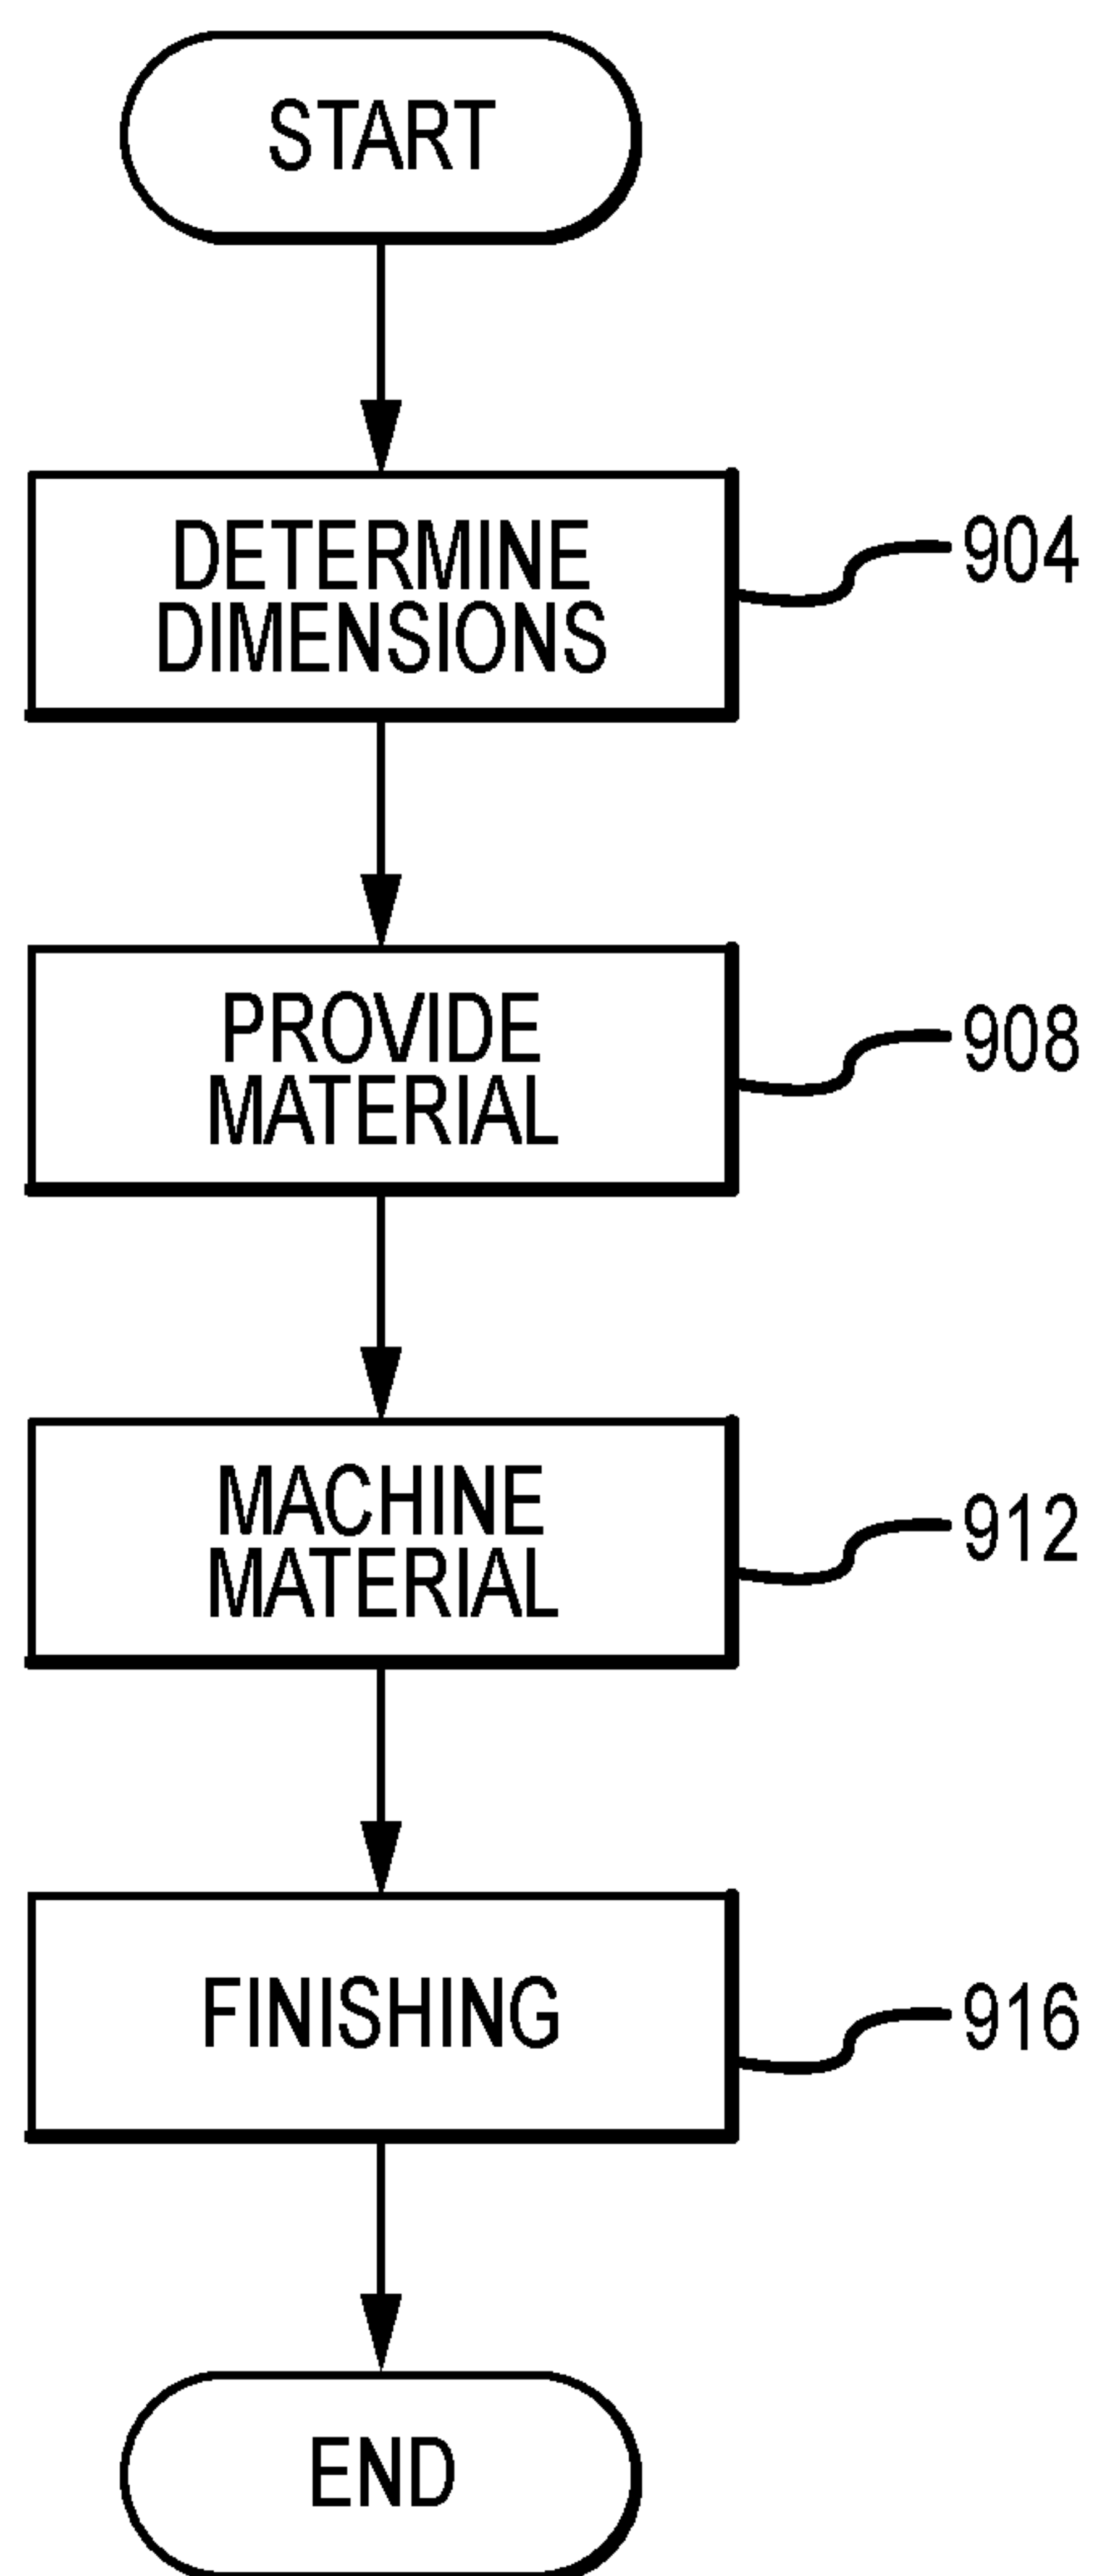 START
DETERMINE
DIMENSIONS
904
PROVIDE
MATERIAL
908
MACHINE
MATERIAL
912
FINISHING
916
END